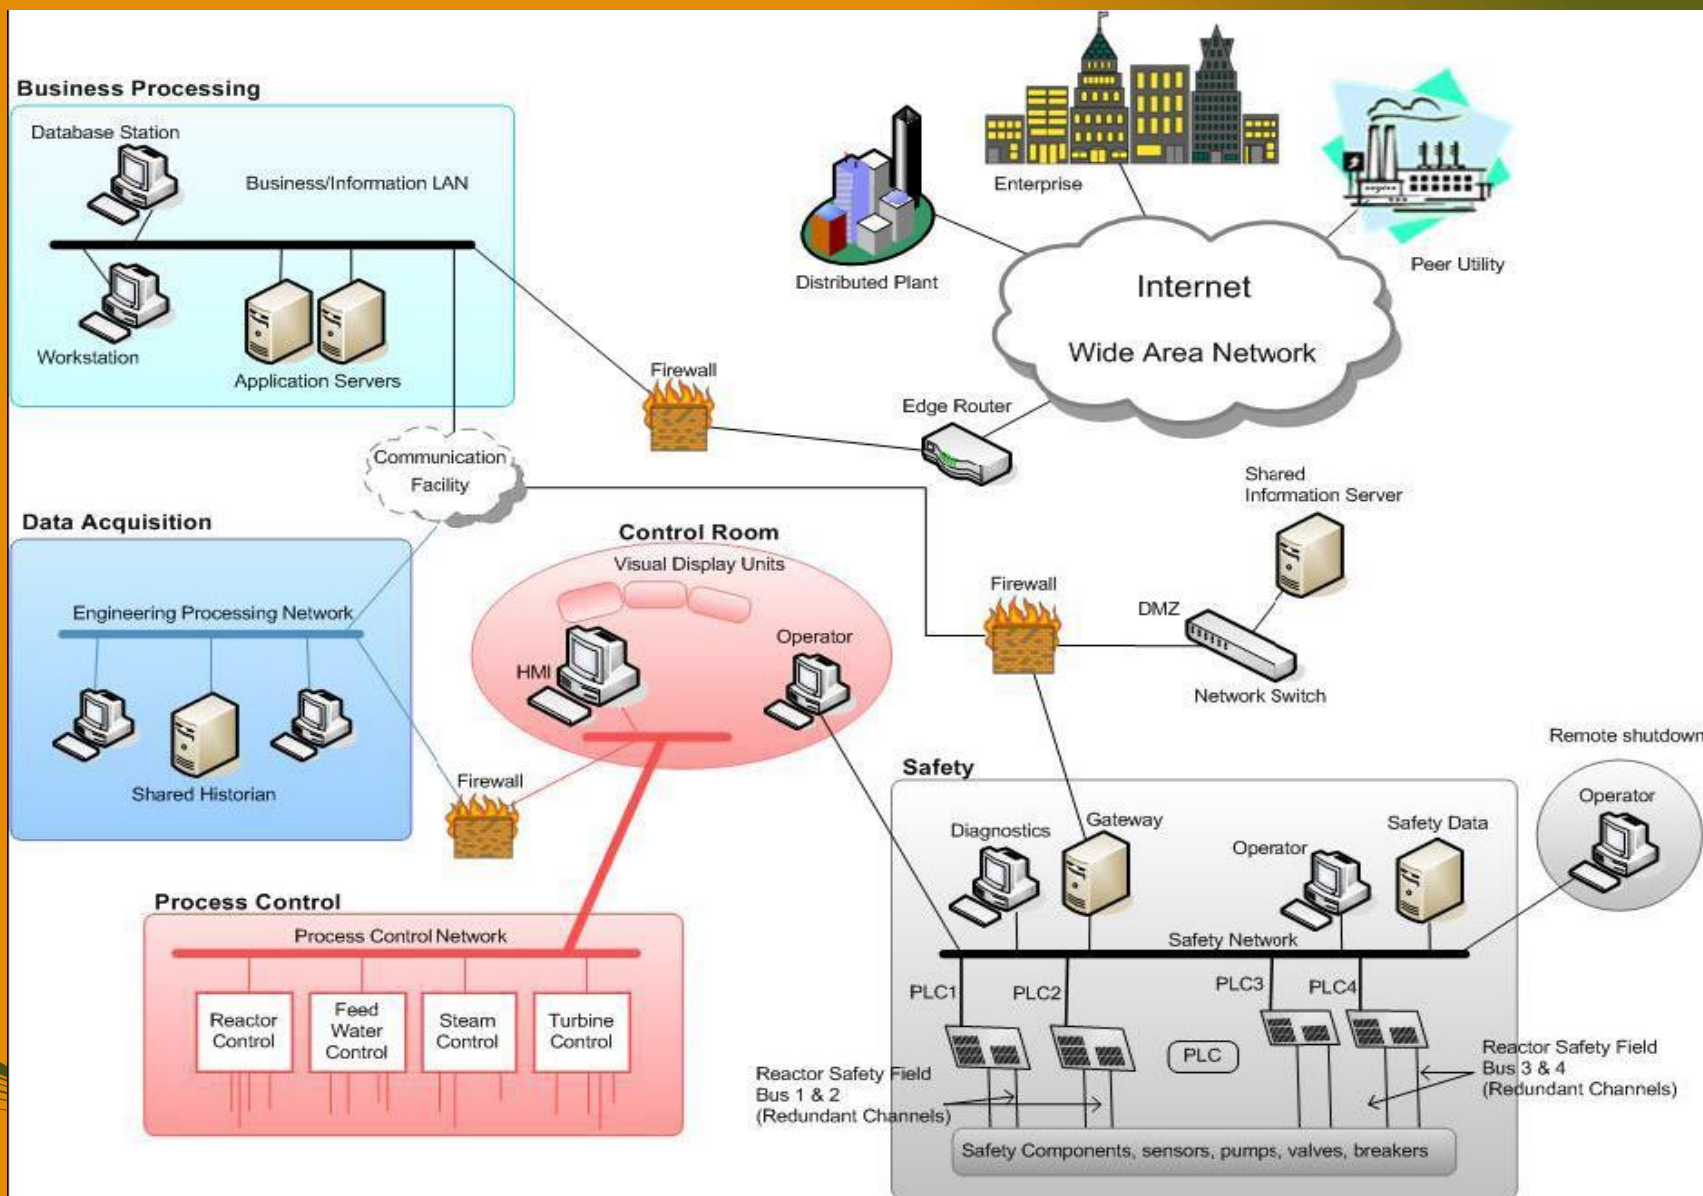 Business Processing
Database Station
Business/Information LAN
Workstation
Application Servers
Enterprise
Distributed Plant
Peer Utility
Internet
Wide Area Network
Firewall
Edge Router
Communication
Facility
Shared
Information Server
Data Acquisition
Engineering Processing Network
Shared Historian
Control Room
Visual Display Units
HMI
Operator
Firewall
Firewall
DMZ
Network Switch
Remote shutdown
Operator
Process Control
Process Control Network
Reactor
Control
Feed
Water
Control
Steam
Control
Turbine
Control
Safety
Diagnostics
Gateway
Operator
Safety Data
Safety Network
PLC1
PLC2
PLC3
PLC4
PLC
Reactor Safety Field
Bus 1 & 2
(Redundant Channels)
Reactor Safety Field
Bus 3 & 4
(Redundant Channels)
Safety Components, sensors, pumps, valves, breakers